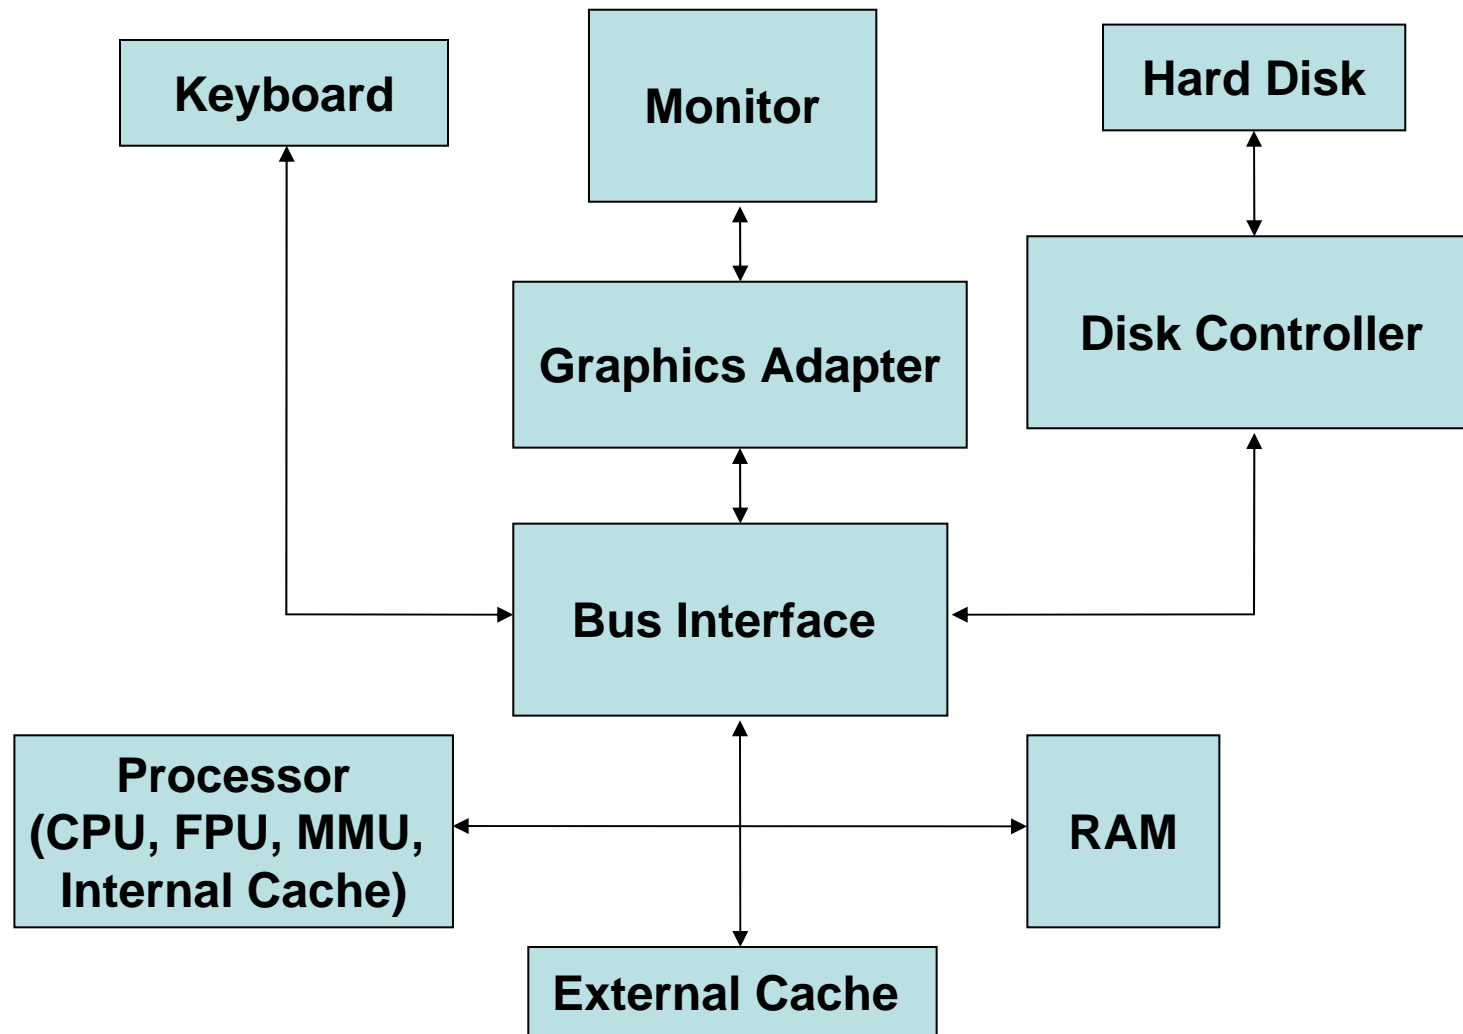 Keyboard
Monitor
Hard Disk
Graphics Adapter
Disk Controller
Bus Interface
Processor
(CPU, FPU, MMU,
Internal Cache)
RAM
External Cache